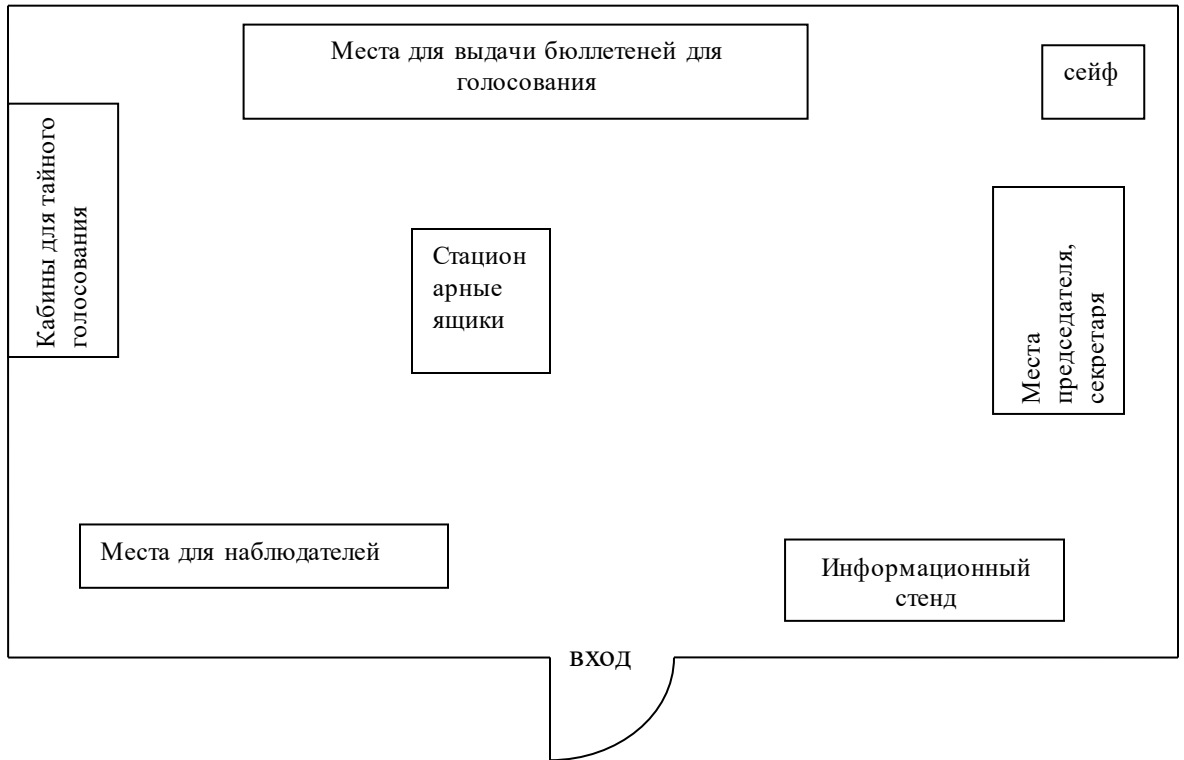 Места для выдачи бюллетеней для
голосования
сейф
Кабины для тайного
голосования
Стацион
арные
ящики
Места
председателя,
секретаря
Места для наблюдателей
Информационный
стенд
вход